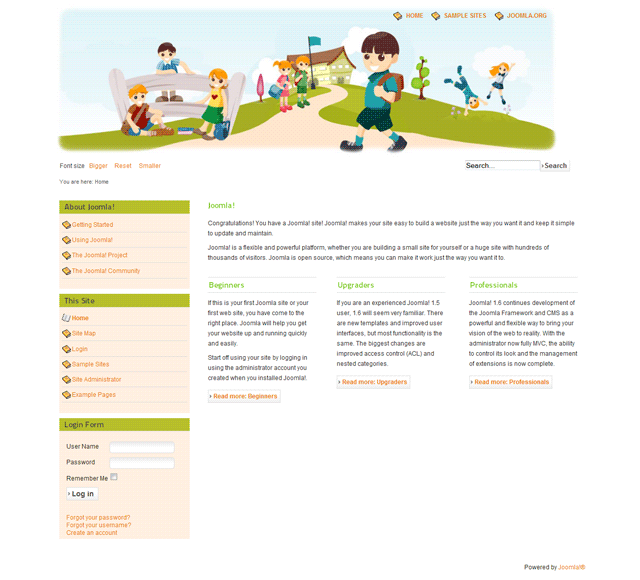 HOME SAMPLE SITES JOOMLA.ORG
Font size Bigger Reset Smaller
Search... Search
You are here: Home
About Joomla!
Getting Started
Using Joomla!
The Joomla! Project
The Joomla! Community
This Site
Home
Site Map
Login
Sample Sites
Site Administrator
Example Pages
Login Form
User Name
Password
Remember Me
Log in
Forgot your password?
Forgot your username?
Create an account
Joomla!
Congratulations! You have a Joomla! site! Joomla! makes your site easy to build a website just the way you want it and keep it simple
to update and maintain.
Joomla! is a flexible and powerful platform, whether you are building a small site for yourself or a huge site with hundreds of
thousands of visitors. Joomla is open source, which means you can make it work just the way you want it to.
Beginners
If this is your first Joomla site or your
first web site, you have come to the
right place. Joomla will help you get
your website up and running quickly
and easily.
Start off using your site by logging in
using the administrator account you
created when you installed Joomla!.
Read more: Beginners
Upgraders
If you are an experienced Joomla! 1.5
user, 1.6 will seem very familiar. There
are new templates and improved user
interfaces, but most functionality is the
same. The biggest changes are
improved access control (ACL) and
nested categories.
Read more: Upgraders
Professionals
Joomla! 1.6 continues development of
the Joomla Framework and CMS as a
powerful and flexible way to bring your
vision of the web to reality. With the
administrator now fully MVC, the ability
to control its look and the management
of extensions is now complete.
Read more: Professionals
Powered by Joomla!®